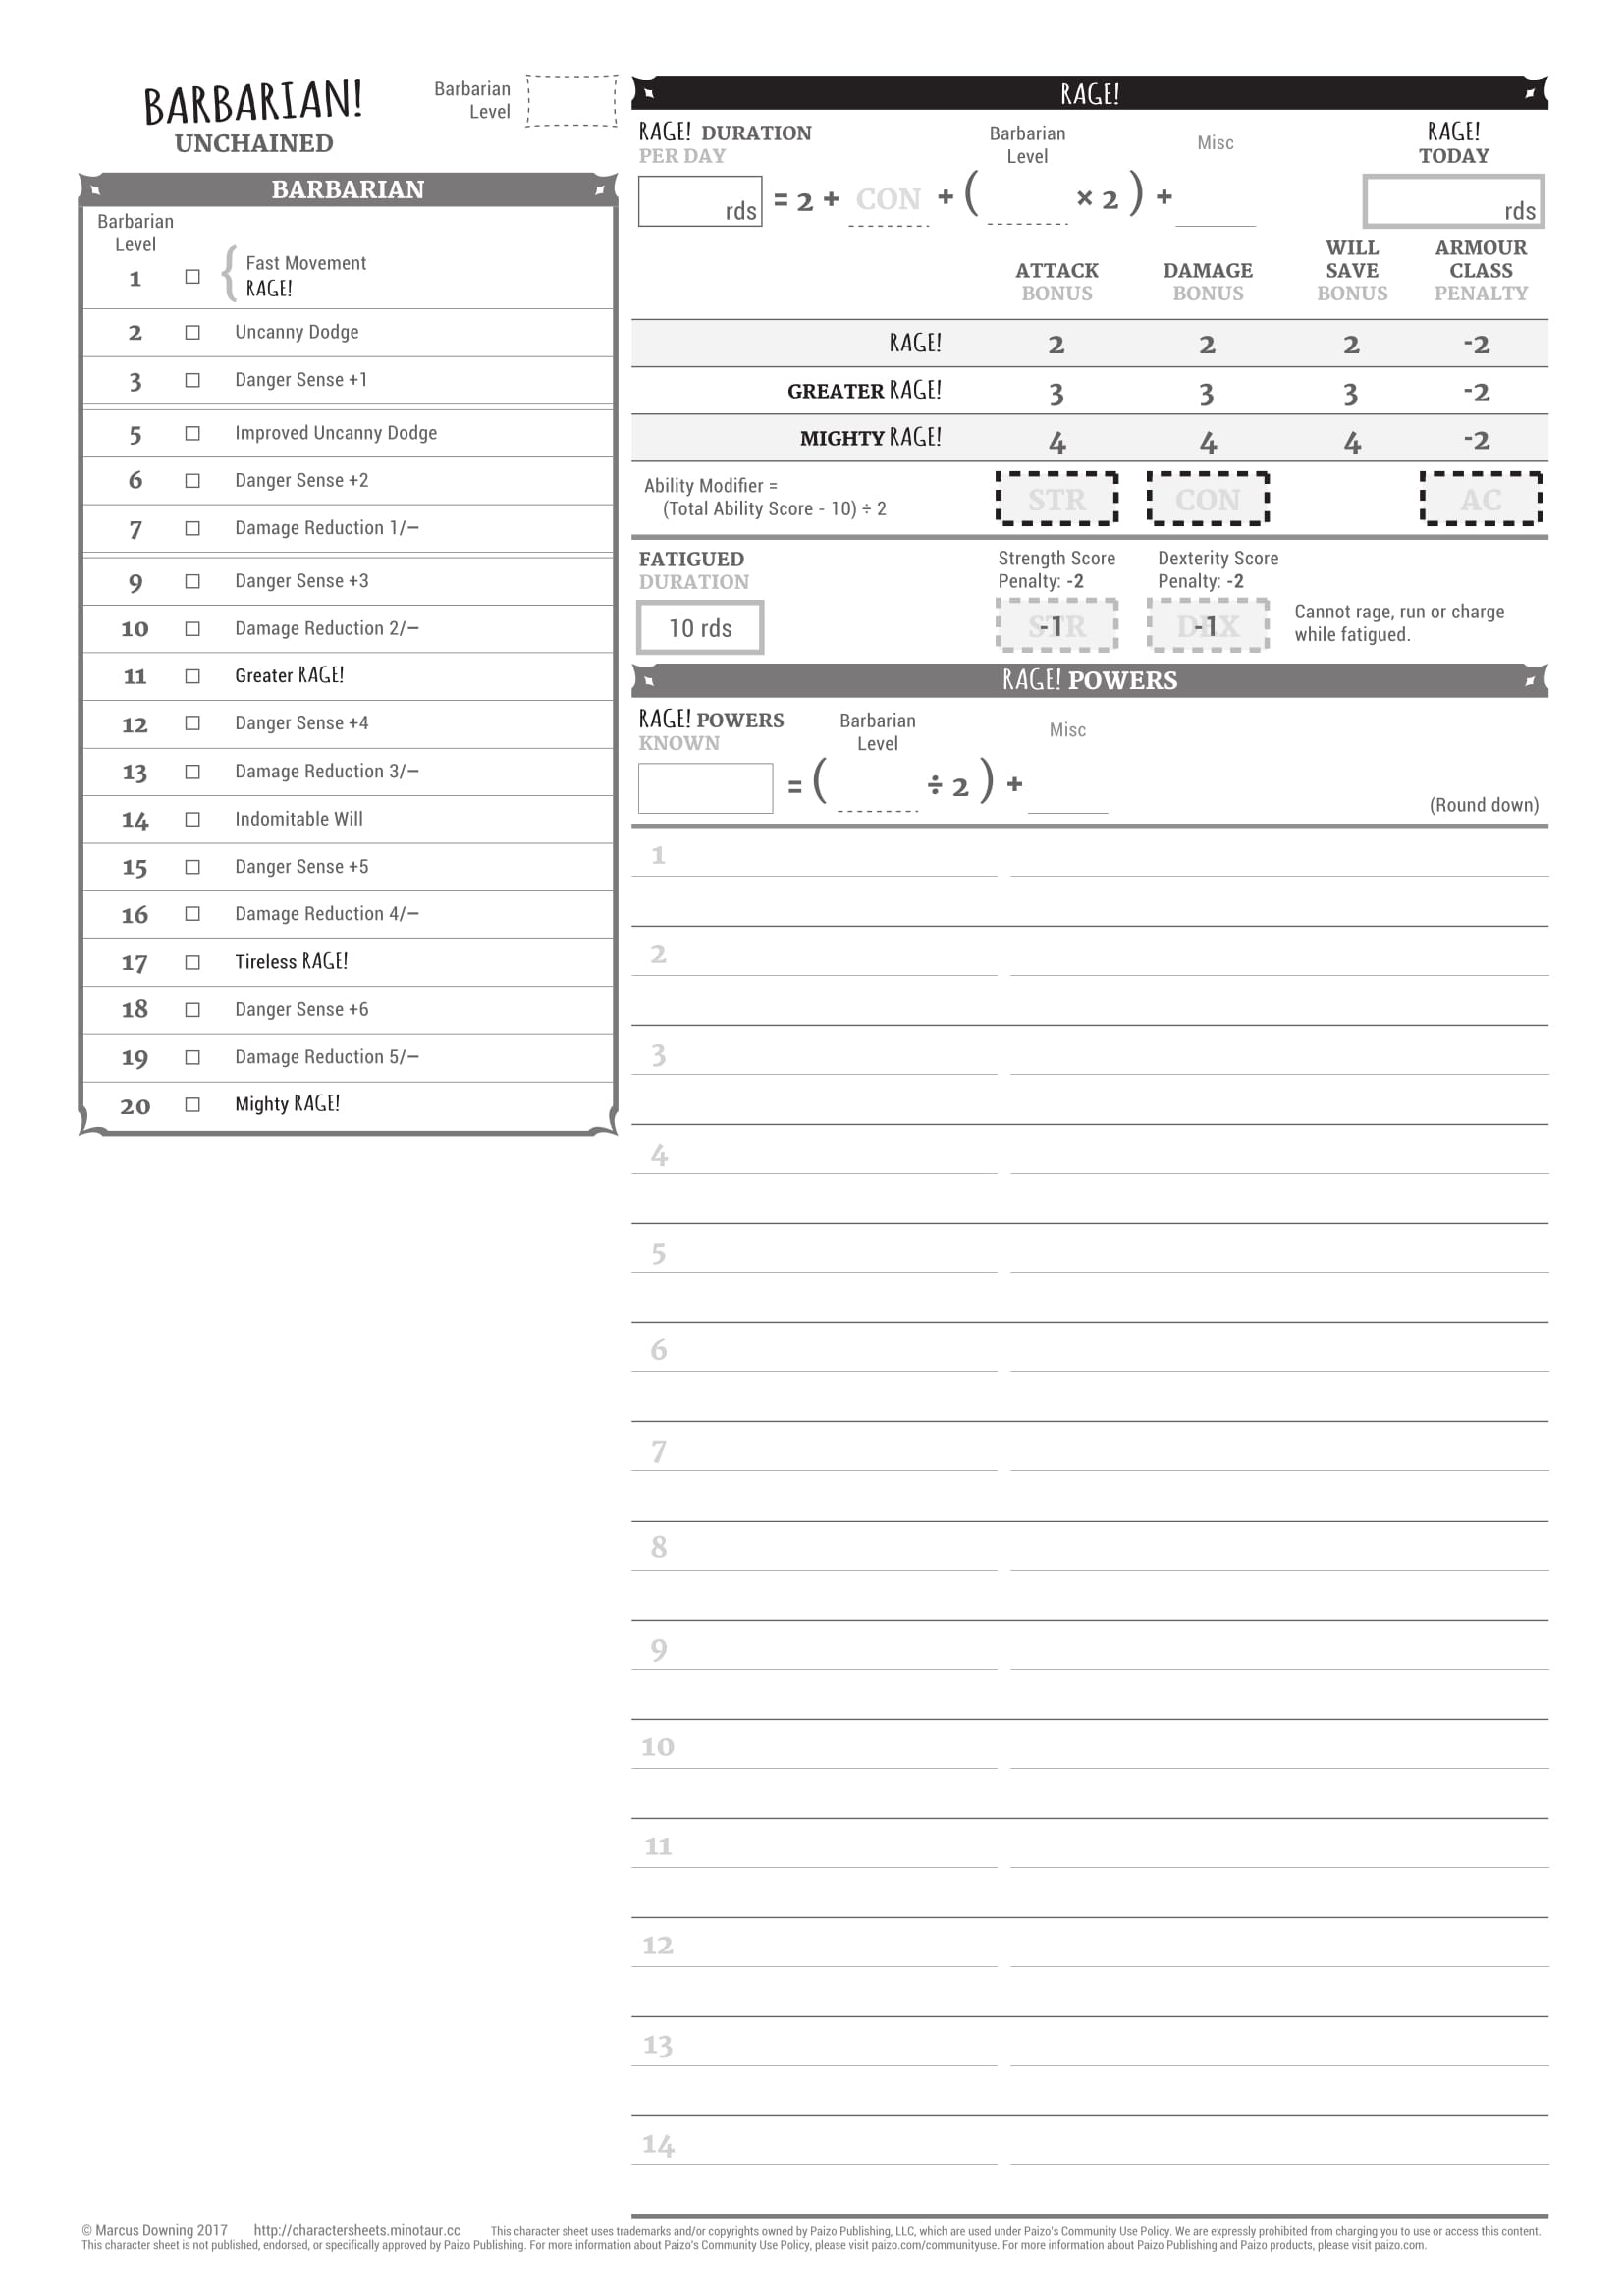 BARBARIAN!
UNCHAINED
Barbarian
Level
BARBARIAN
Barbarian
Level
1 Fast Movement
RAGE!
2 Uncanny Dodge
3 Danger Sense +1
5 Improved Uncanny Dodge
6 Danger Sense +2
7 Damage Reduction 1/–
9 Danger Sense +3
10 Damage Reduction 2/–
11 Greater RAGE!
12 Danger Sense +4
13 Damage Reduction 3/–
14 Indomitable Will
15 Danger Sense +5
16 Damage Reduction 4/–
17 Tireless RAGE!
18 Danger Sense +6
19 Damage Reduction 5/–
20 Mighty RAGE!
RAGE!
RAGE! DURATION
PER DAY
Barbarian
Level
Misc
RAGE!
TODAY
rds = 2 + CON + ( × 2 ) +
rds
ATTACK
BONUS
DAMAGE
BONUS
WILL
SAVE
BONUS
ARMOUR
CLASS
PENALTY
RAGE! 2 2 2 -2
GREATER RAGE! 3 3 3 -2
MIGHTY RAGE! 4 4 4 -2
Ability Modifier =
(Total Ability Score - 10) ÷ 2
STR CON AC
FATIGUED
DURATION
10 rds
Strength Score
Penalty: -2
STR -1
Dexterity Score
Penalty: -2
DEX -1
Cannot rage, run or charge
while fatigued.
RAGE! POWERS
RAGE! POWERS
KNOWN
Barbarian
Level
Misc
= ( ÷ 2 ) +
(Round down)
1
2
3
4
5
6
7
8
9
10
11
12
13
14
© Marcus Downing 2017 http://charactersheets.minotaur.cc This character sheet uses trademarks and/or copyrights owned by Paizo Publishing, LLC, which are used under Paizo's Community Use Policy. We are expressly prohibited from charging you to use or access this content.
This character sheet is not published, endorsed, or specifically approved by Paizo Publishing. For more information about Paizo's Community Use Policy, please visit paizo.com/communityuse. For more information about Paizo Publishing and Paizo products, please visit paizo.com.